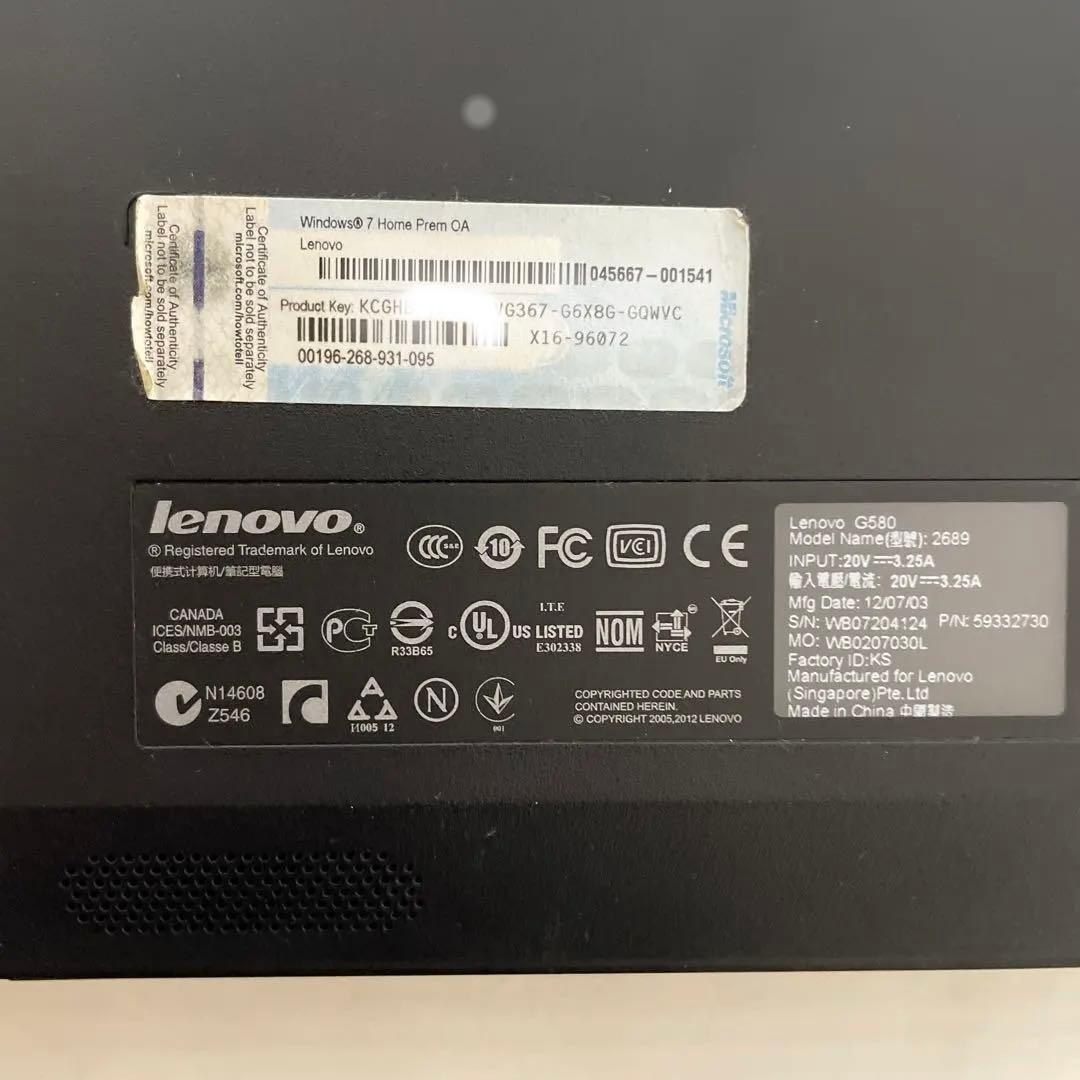 Certificate of Authenticity
Label not to be sold separately
microsoft.com/howtotell
Certificate of Authenticity
Label not to be sold separately
microsoft.com/howtotell
Windows® 7 Home Prem OA
Lenovo
045667-001541
Product Key: G6X8G-GQWVC
X16-96072
00196-268-931-095
Microsoft
lenovo®
® Registered Trademark of Lenovo
便携式计算机/筆記型電腦
CCC S&E
10
FC
VCI
CE
CANADA
ICES/NMB-003
Class/Classe B
R33B65
c UL US
I.T.E
LISTED
E302338
NOM
NYCE
EU Only
N14608
Z546
I4005 12
N
001
COPYRIGHTED CODE AND PARTS
CONTAINED HEREIN.
© COPYRIGHT 2005,2012 LENOVO
Lenovo G580
Model Name(型號): 2689
INPUT:20V⎓3.25A
輸入電壓/電流: 20V⎓3.25A
Mfg Date: 12/07/03
S/N: WB07204124 P/N: 59332730
MO: WB0207030L
Factory ID:KS
Manufactured for Lenovo
(Singapore)Pte.Ltd
Made in China 中國製造